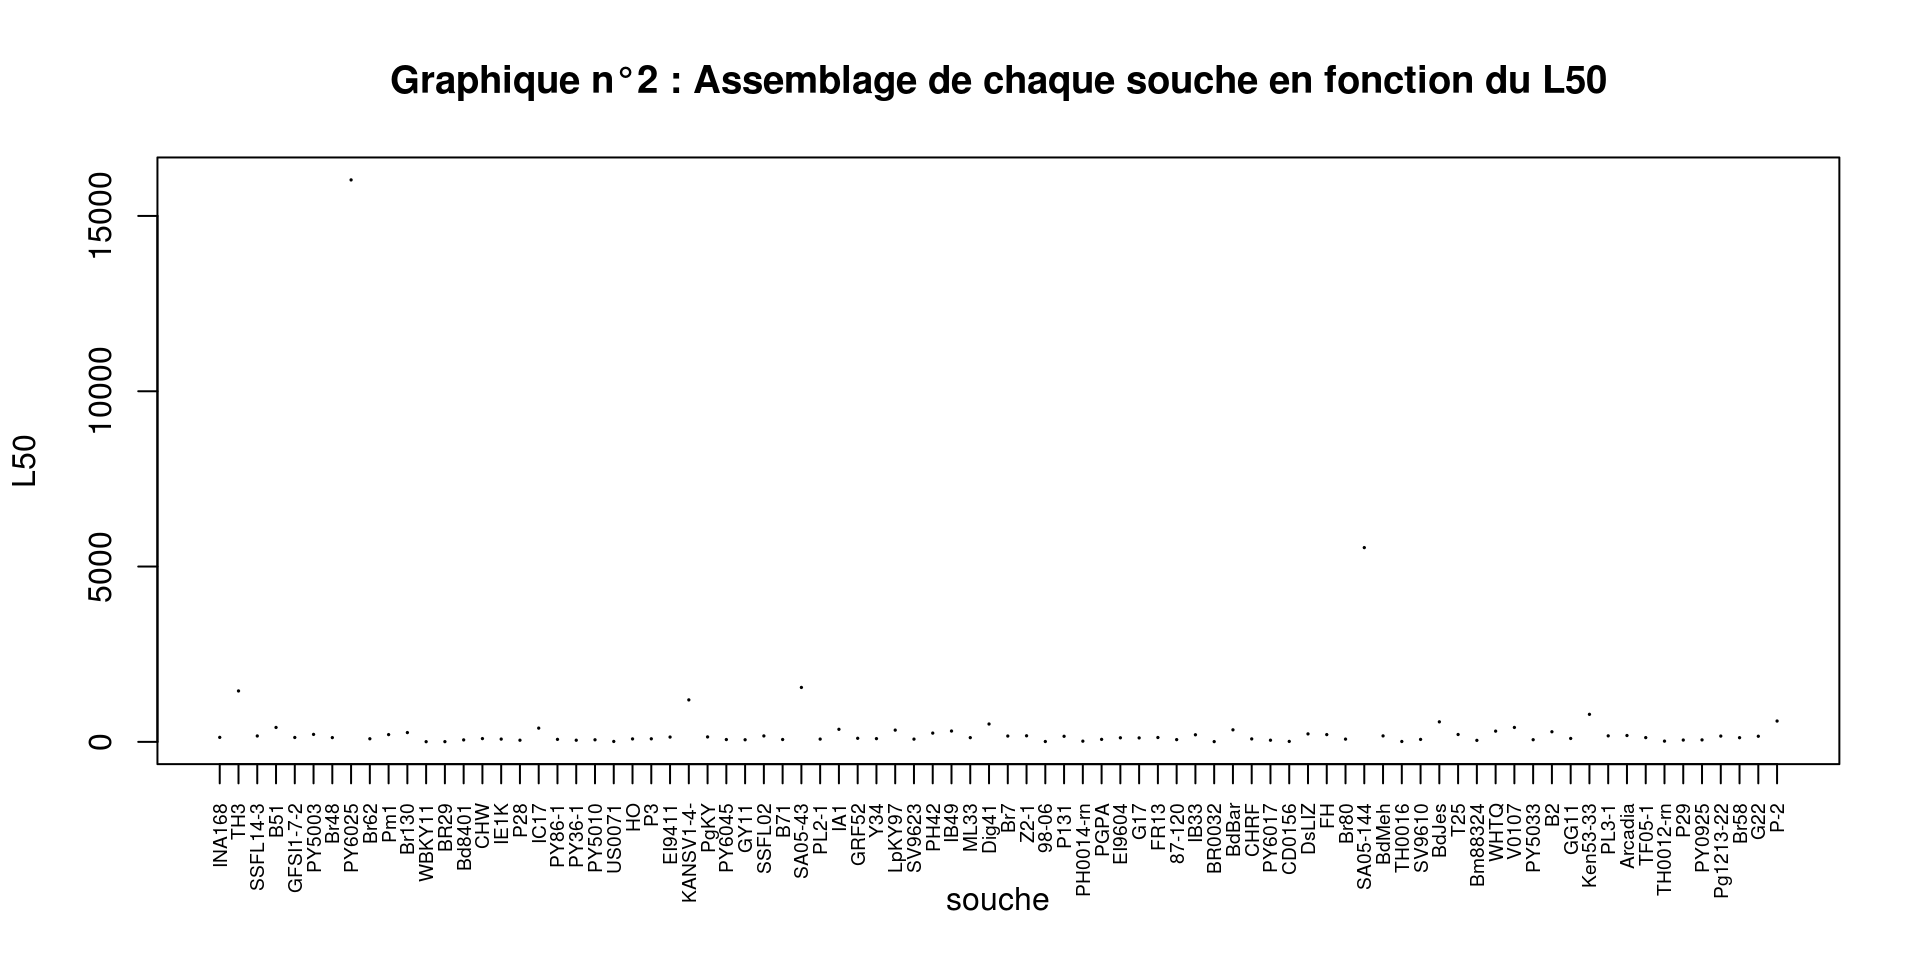 Graphique n°2 : Assemblage de chaque souche en fonction du L50
L50
15000
10000
5000
0
INA168
TH3
SSFL14-3
B51
GFSI1-7-2
PY5003
Br48
PY6025
Br62
Pm1
Br130
WBKY11
BR29
Bd8401
CHW
IE1K
P28
IC17
PY86-1
PY36-1
PY5010
US0071
HO
P3
EI9411
KANSV1-4-
PgKY
PY6045
GY11
SSFL02
B71
SA05-43
PL2-1
IA1
GRF52
Y34
LpKY97
SV9623
PH42
IB49
ML33
Dig41
Br7
Z2-1
98-06
P131
PH0014-rn
PGPA
EI9604
G17
FR13
87-120
IB33
BR0032
BdBar
CHRF
PY6017
CD0156
DsLIZ
FH
Br80
SA05-144
BdMeh
TH0016
SV9610
BdJes
T25
Bm88324
WHTQ
V0107
PY5033
B2
GG11
Ken53-33
PL3-1
Arcadia
TF05-1
TH0012-rn
P29
PY0925
Pg1213-22
Br58
G22
P-2
souche